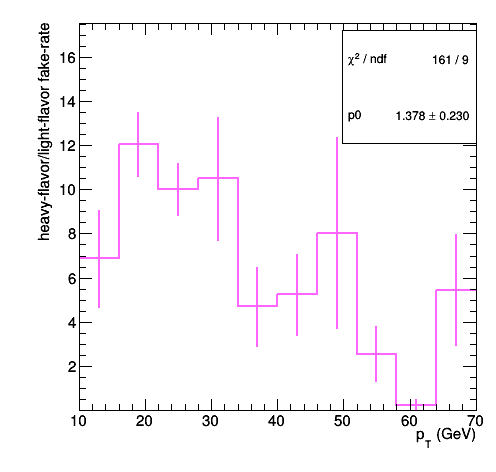 heavy-flavor/light-flavor fake-rate
χ² / ndf 161 / 9
p0 1.378 ± 0.230
16
14
12
10
8
6
4
2
10 20 30 40 50 60 70
p_T (GeV)